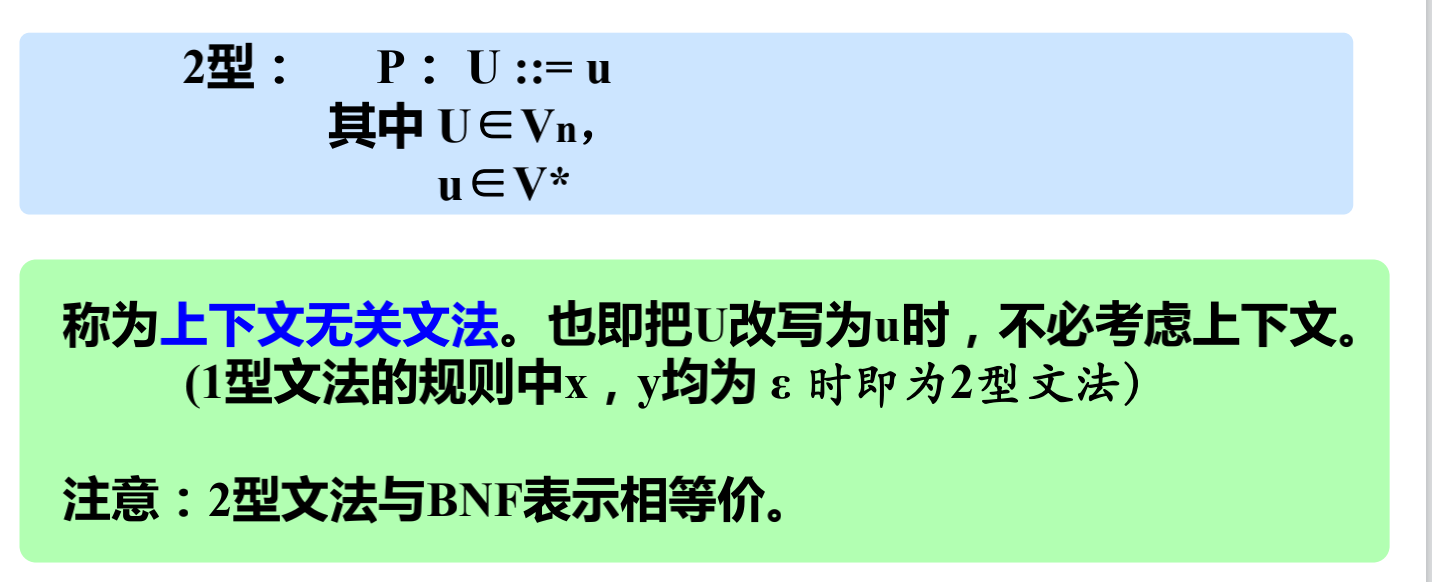 2型： P： U ::= u
其中 U∈Vn，
u∈V*
称为上下文无关文法。也即把U改写为u时，不必考虑上下文。
(1型文法的规则中x，y均为 ε 时即为2型文法）
注意：2型文法与BNF表示相等价。